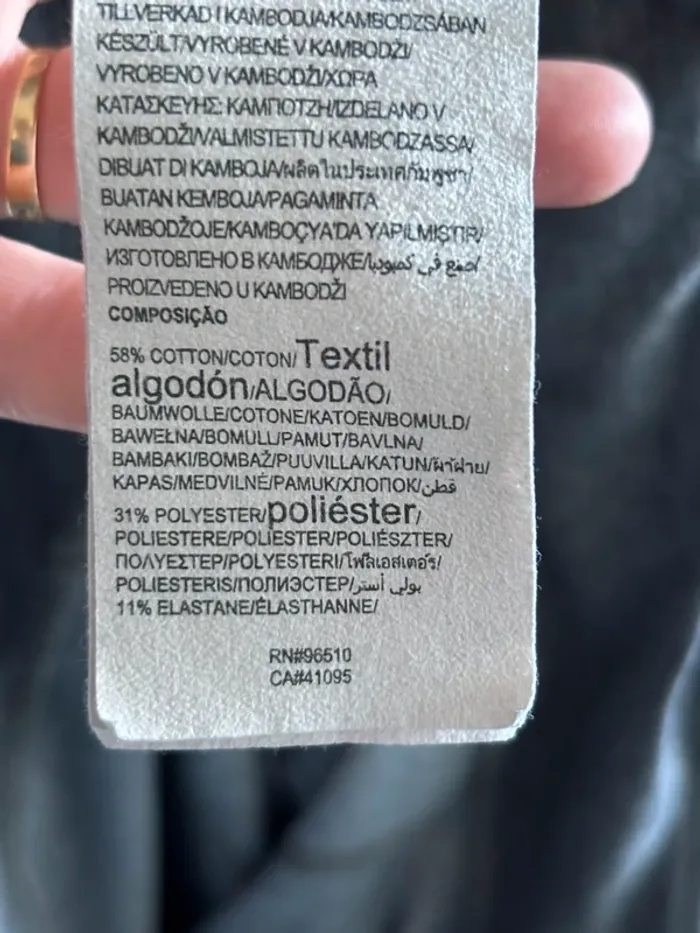 TILLVERKAD I KAMBODJA/KAMBODZSÁBAN
KÉSZÜLT/VYROBENÉ V KAMBODŽI/
VYROBENO V KAMBODŽI/ΧΩΡΑ
ΚΑΤΑΣΚΕΥΗΣ: ΚΑΜΠΟΤΖΗ/IZDELANO V
KAMBODŽI/VALMISTETTU KAMBODZASSA/
DIBUAT DI KAMBOJA/ผลิตในประเทศกัมพูชา/
BUATAN KEMBOJA/PAGAMINTA
KAMBODŽOJE/KAMBOÇYA'DA YAPILMIŞTIR/
ИЗГОТОВЛЕНО В КАМБОДЖЕ/صنع في كمبوديا/
PROIZVEDENO U KAMBODŽI
COMPOSIÇÃO
58% COTTON/COTON/Textil
algodón/ALGODÃO/
BAUMWOLLE/COTONE/KATOEN/BOMULD/
BAWEŁNA/BOMULL/PAMUT/BAVLNA/
BAMBAKI/BOMBAŽ/PUUVILLA/KATUN/ผ้าฝ้าย/
KAPAS/MEDVILNĖ/PAMUK/ХЛОПОК/قطن
31% POLYESTER/poliéster/
POLIESTERE/POLIESTER/POLIÉSZTER/
ΠΟΛΥΕΣΤΕΡ/POLYESTERI/โพลีเอสเตอร์/
POLIESTERIS/ПОЛИЭСТЕР/بولي أستر
11% ELASTANE/ÉLASTHANNE/
RN#96510
CA#41095